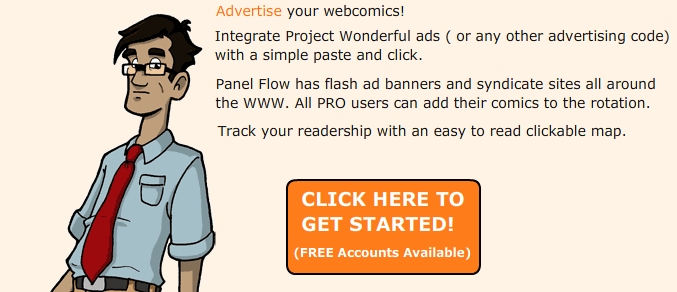 Advertise your webcomics!
Integrate Project Wonderful ads ( or any other advertising code)
with a simple paste and click.
Panel Flow has flash ad banners and syndicate sites all around
the WWW. All PRO users can add their comics to the rotation.
Track your readership with an easy to read clickable map.
CLICK HERE TO
GET STARTED!
(FREE Accounts Available)